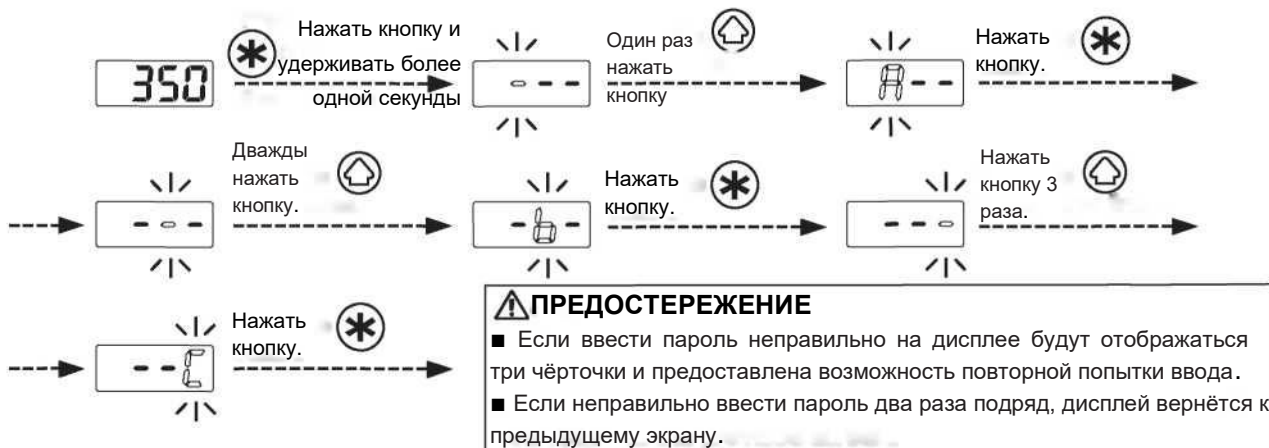 350
Нажать кнопку и
удерживать более
одной секунды
- - -
Один раз
нажать
кнопку
A - -
Нажать
кнопку.
Дважды
нажать
кнопку.
- - -
- b -
Нажать
кнопку.
- - -
Нажать
кнопку 3
раза.
- - C
Нажать
кнопку.
ПРЕДОСТЕРЕЖЕНИЕ
■ Если ввести пароль неправильно на дисплее будут отображаться
три чёрточки и предоставлена возможность повторной попытки ввода.
■ Если неправильно ввести пароль два раза подряд, дисплей вернётся к
предыдущему экрану.